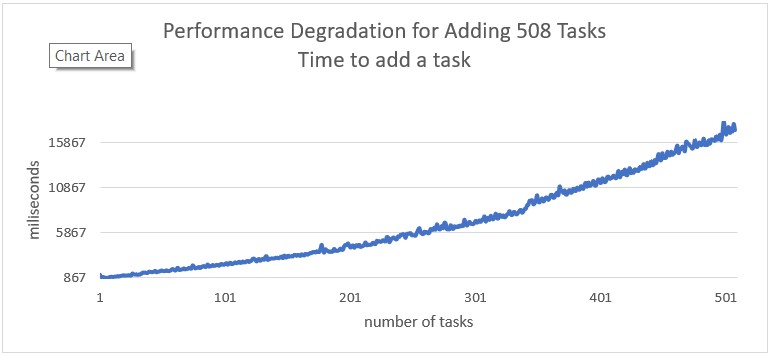 Performance Degradation for Adding 508 Tasks
Time to add a task
Chart Area
15867
10867
5867
867
miliseconds
1 101 201 301 401 501
number of tasks